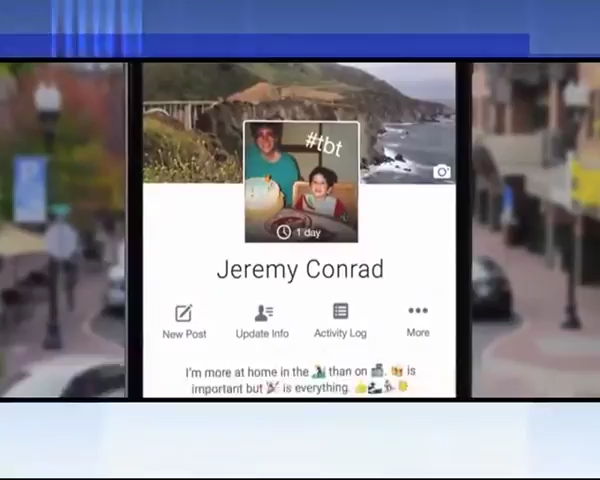 #tbt
1 day
Jeremy Conrad
New Post
Update Info
Activity Log
More
I'm more at home in the than on . is
important but is everything.